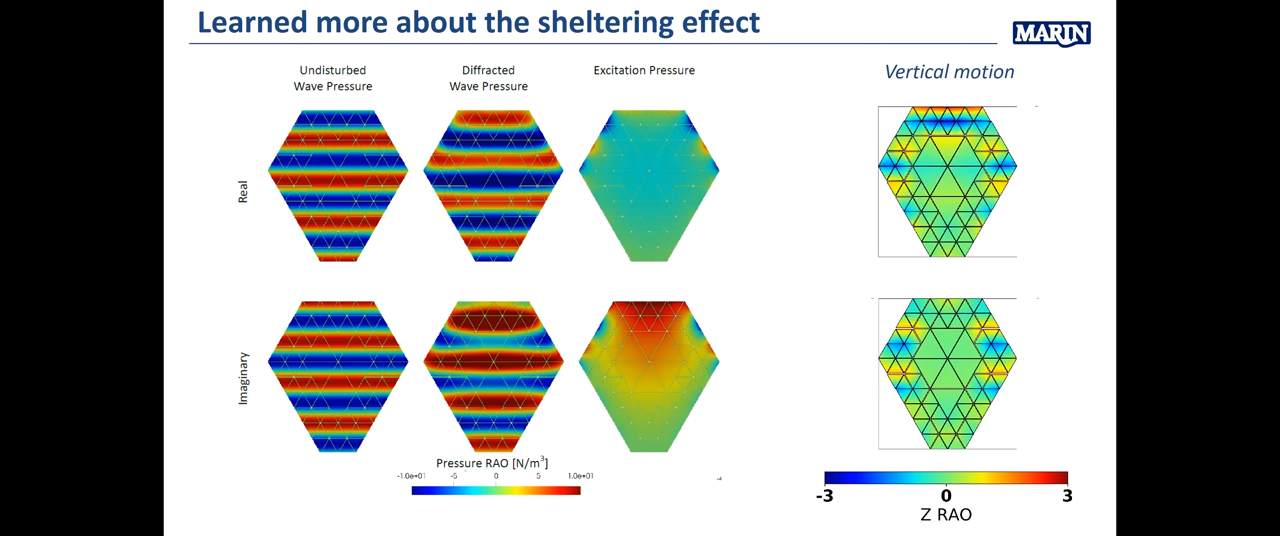 Learned more about the sheltering effect
MARIN
Undisturbed
Wave Pressure
Diffracted
Wave Pressure
Excitation Pressure
Vertical motion
Real
Imaginary
Pressure RAO [N/m³]
-1.0e+01 -5 0 5 1.0e+01
-3 0 3
Z RAO